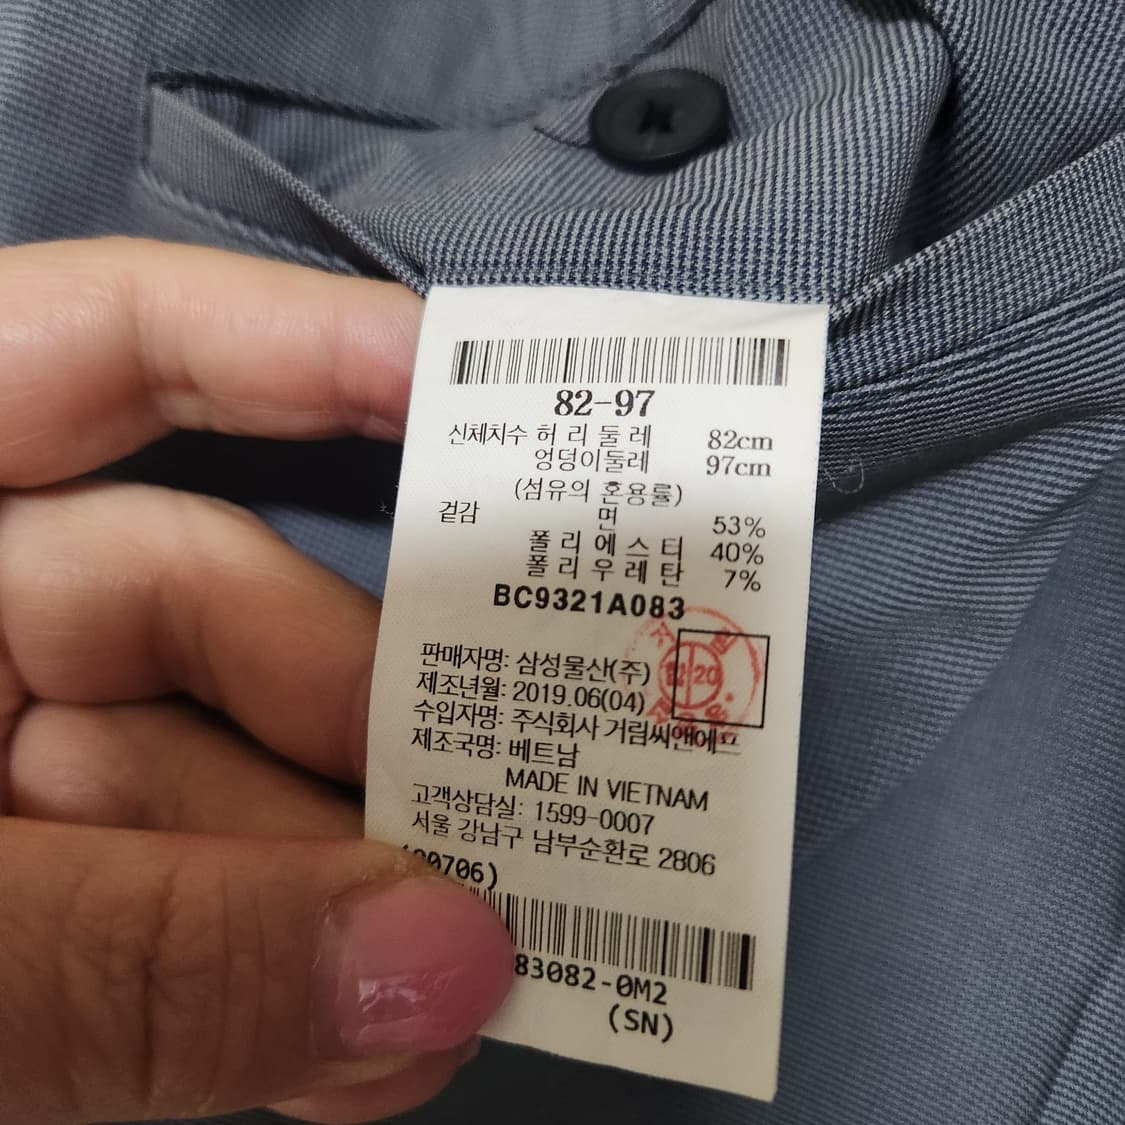 82-97
신체치수 허 리 둘 레 82cm
엉덩이둘레 97cm
(섬유의 혼용률)
겉감 면 53%
폴 리 에 스 터 40%
폴 리 우 레 탄 7%
BC9321A083
판매자명: 삼성물산(주)
제조년월: 2019.06(04)
수입자명: 주식회사 거림씨앤에프
제조국명: 베트남
MADE IN VIETNAM
고객상담실: 1599-0007
서울 강남구 남부순환로 2806
83082-0M2
(SN)